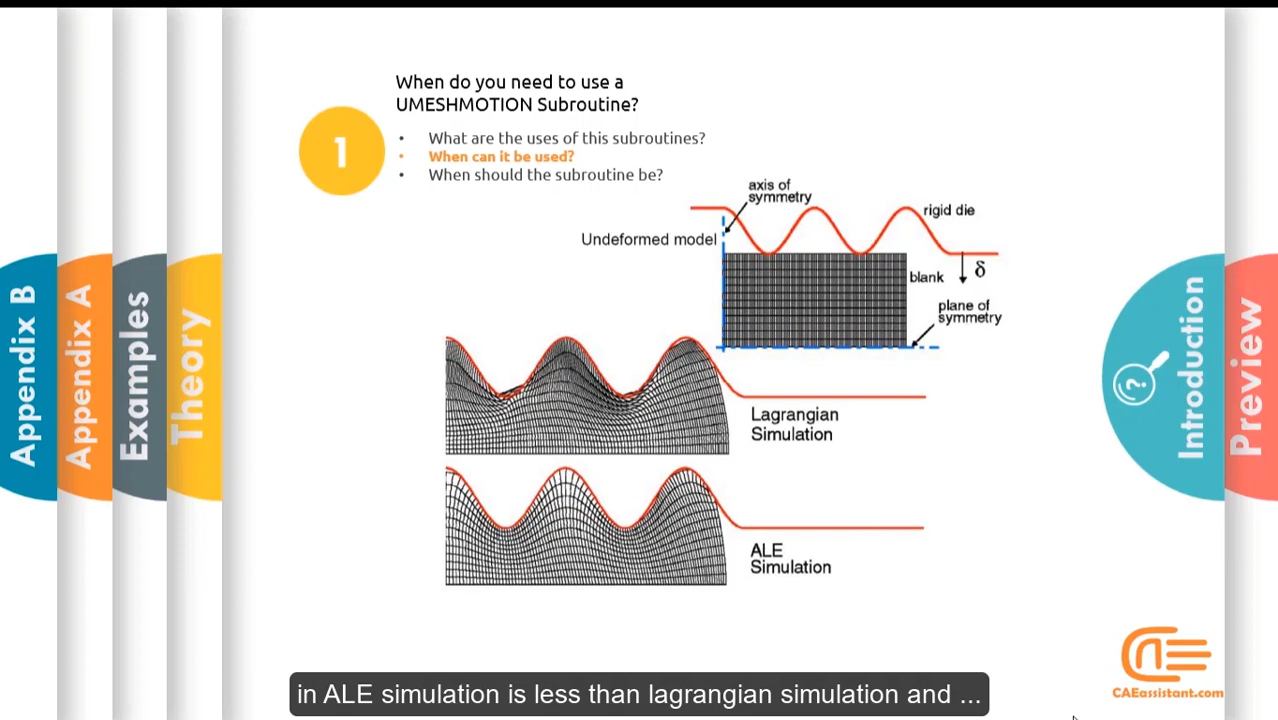 When do you need to use a
UMESHMOTION Subroutine?
1
• What are the uses of this subroutines?
• When can it be used?
• When should the subroutine be?
axis of
symmetry
rigid die
Undeformed model
blank
δ
plane of
symmetry
Lagrangian
Simulation
ALE
Simulation
Appendix B
Appendix A
Examples
Theory
Introduction
Preview
?
CAEassistant.com
in ALE simulation is less than lagrangian simulation and ...